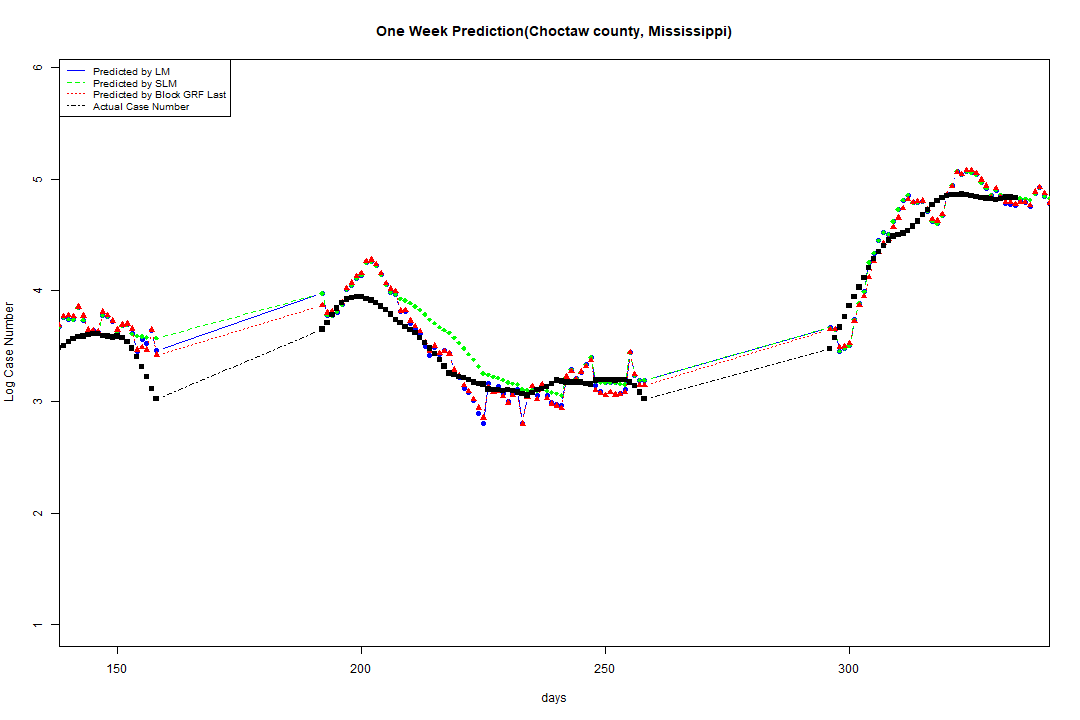 One Week Prediction(Choctaw county, Mississippi)
Predicted by LM
Predicted by SLM
Predicted by Block GRF Last
Actual Case Number
6
5
4
3
2
1
Log Case Number
150 200 250 300
days